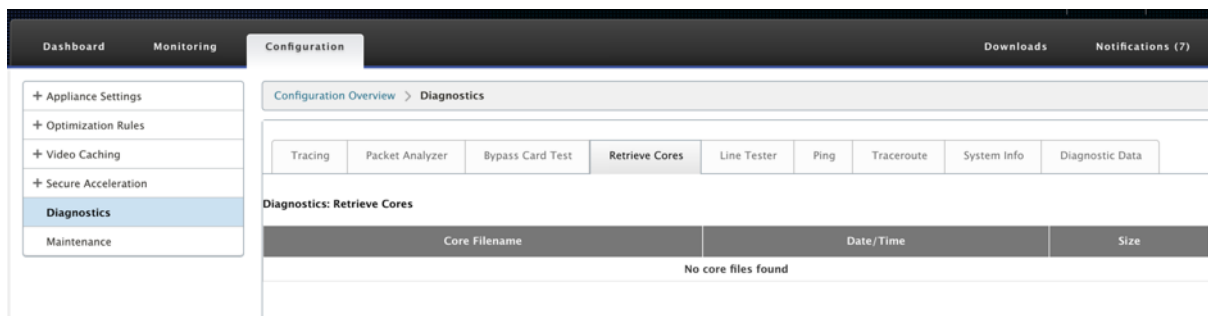 Dashboard Monitoring Configuration Downloads Notifications (7)
+ Appliance Settings
+ Optimization Rules
+ Video Caching
+ Secure Acceleration
Diagnostics
Maintenance
Configuration Overview > Diagnostics
Tracing Packet Analyzer Bypass Card Test Retrieve Cores Line Tester Ping Traceroute System Info Diagnostic Data
Diagnostics: Retrieve Cores
Core Filename Date/Time Size
No core files found